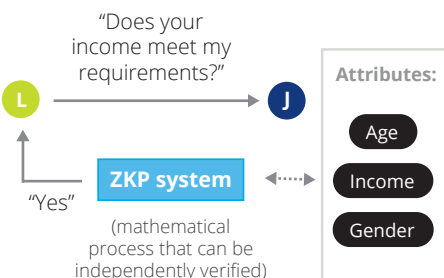 “Does your
income meet my
requirements?”
Attributes:
L
J
Age
ZKP system
Income
“Yes”
(mathematical
process that can be
independently verified)
Gender